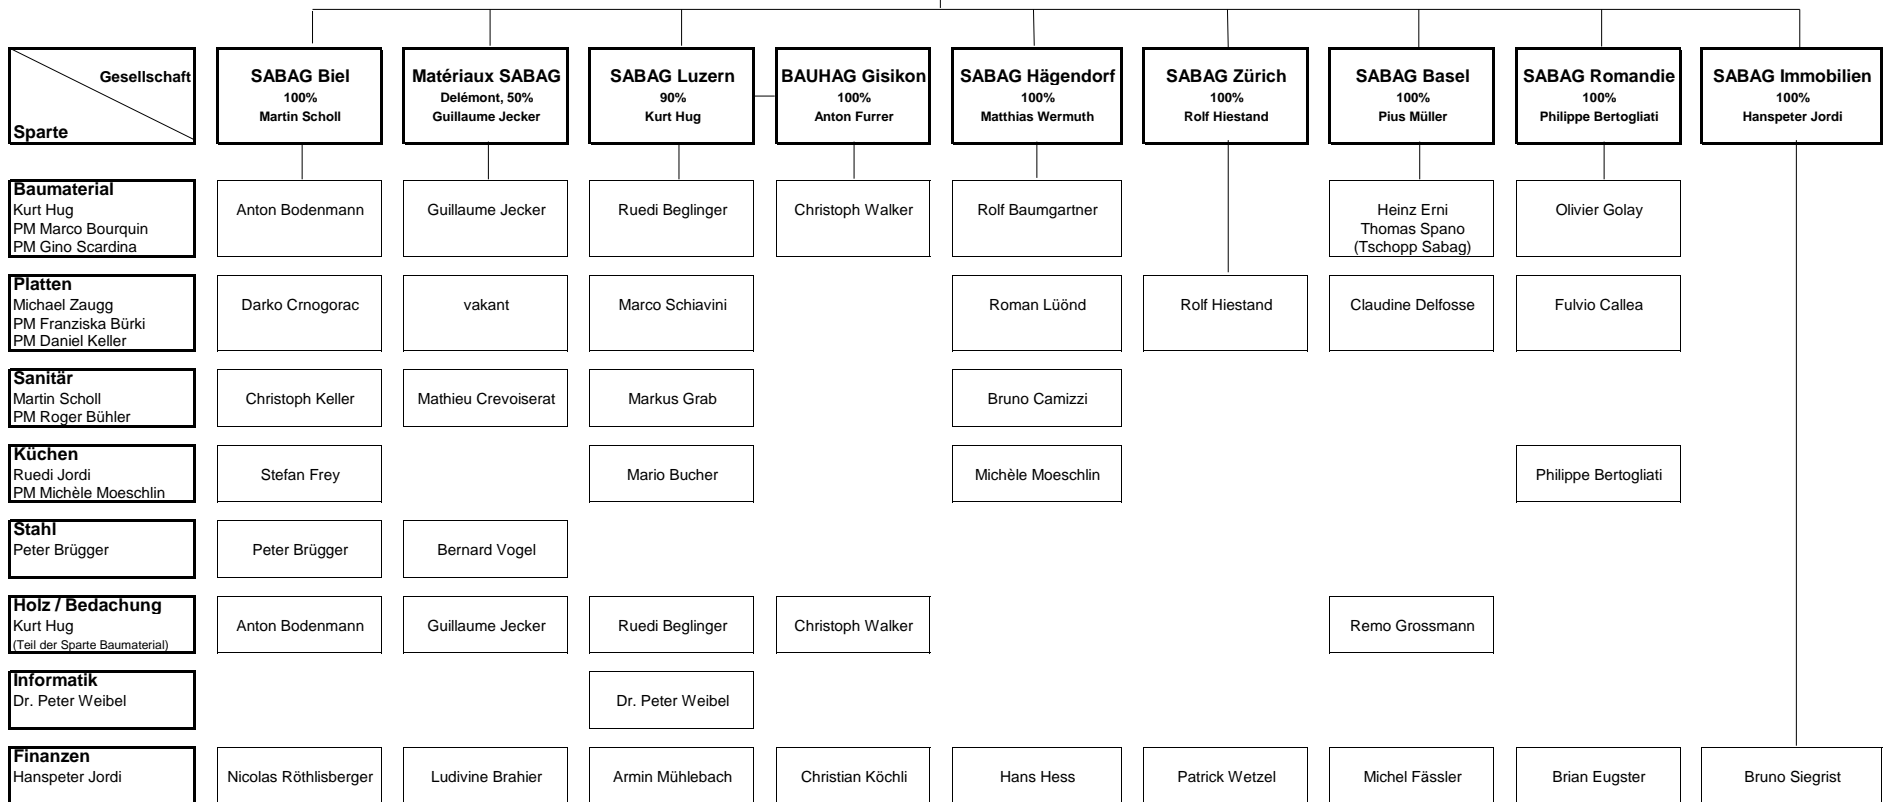 Gesellschaft
Sparte
SABAG Biel
100%
Martin Scholl
Matériaux SABAG
Delémont, 50%
Guillaume Jecker
SABAG Luzern
90%
Kurt Hug
BAUHAG Gisikon
100%
Anton Furrer
SABAG Hägendorf
100%
Matthias Wermuth
SABAG Zürich
100%
Rolf Hiestand
SABAG Basel
100%
Pius Müller
SABAG Romandie
100%
Philippe Bertogliati
SABAG Immobilien
100%
Hanspeter Jordi
Baumaterial
Kurt Hug
PM Marco Bourquin
PM Gino Scardina
Anton Bodenmann
Guillaume Jecker
Ruedi Beglinger
Christoph Walker
Rolf Baumgartner
Heinz Erni
Thomas Spano
(Tschopp Sabag)
Olivier Golay
Platten
Michael Zaugg
PM Franziska Bürki
PM Daniel Keller
Darko Crnogorac
vakant
Marco Schiavini
Roman Lüönd
Rolf Hiestand
Claudine Delfosse
Fulvio Callea
Sanitär
Martin Scholl
PM Roger Bühler
Christoph Keller
Mathieu Crevoiserat
Markus Grab
Bruno Camizzi
Küchen
Ruedi Jordi
PM Michèle Moeschlin
Stefan Frey
Mario Bucher
Michèle Moeschlin
Philippe Bertogliati
Stahl
Peter Brügger
Peter Brügger
Bernard Vogel
Holz / Bedachung
Kurt Hug
(Teil der Sparte Baumaterial)
Anton Bodenmann
Guillaume Jecker
Ruedi Beglinger
Christoph Walker
Remo Grossmann
Informatik
Dr. Peter Weibel
Dr. Peter Weibel
Finanzen
Hanspeter Jordi
Nicolas Röthlisberger
Ludivine Brahier
Armin Mühlebach
Christian Köchli
Hans Hess
Patrick Wetzel
Michel Fässler
Brian Eugster
Bruno Siegrist